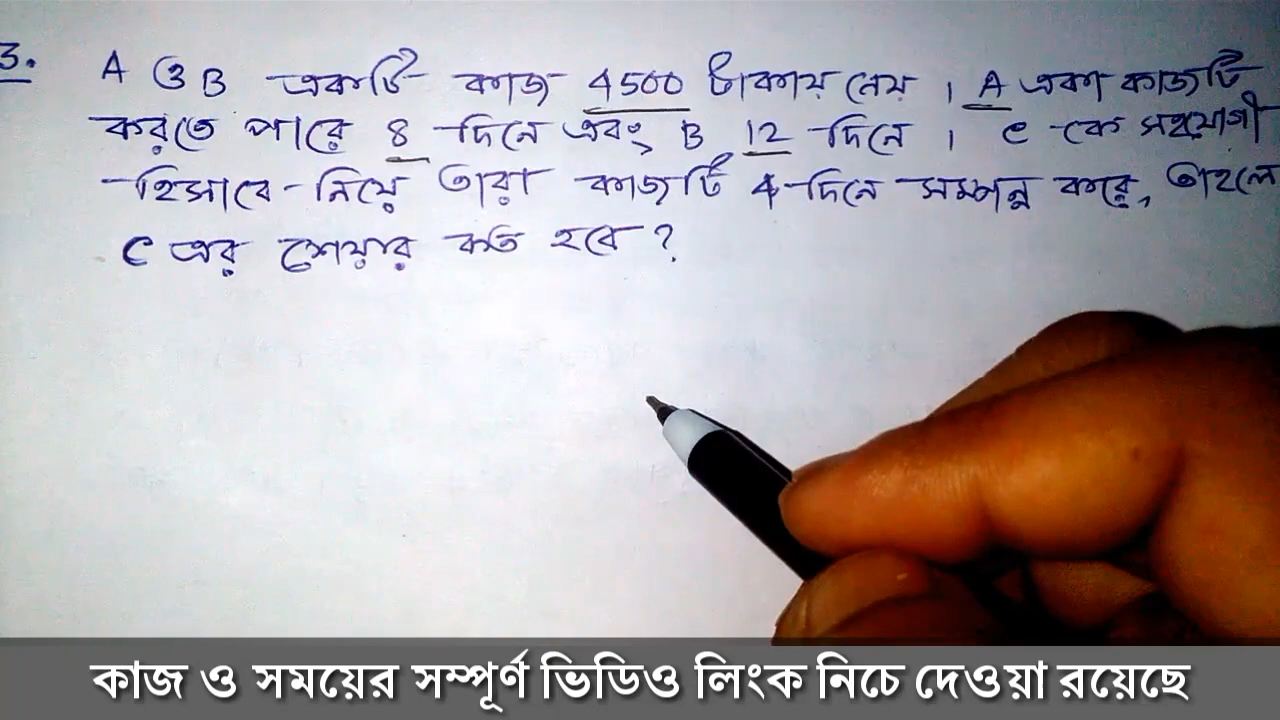 3. A ও B একটি কাজ 4500 টাকায় নেয়। A একা কাজটি
করতে পারে 8 দিনে এবং B 12 দিনে। C কে সহযোগী
হিসাবে নিয়ে তারা কাজটি 4 দিনে সম্পন্ন করে, তাহলে
C এর শেয়ার কত হবে?
কাজ ও সময়ের সম্পূর্ণ ভিডিও লিংক নিচে দেওয়া রয়েছে